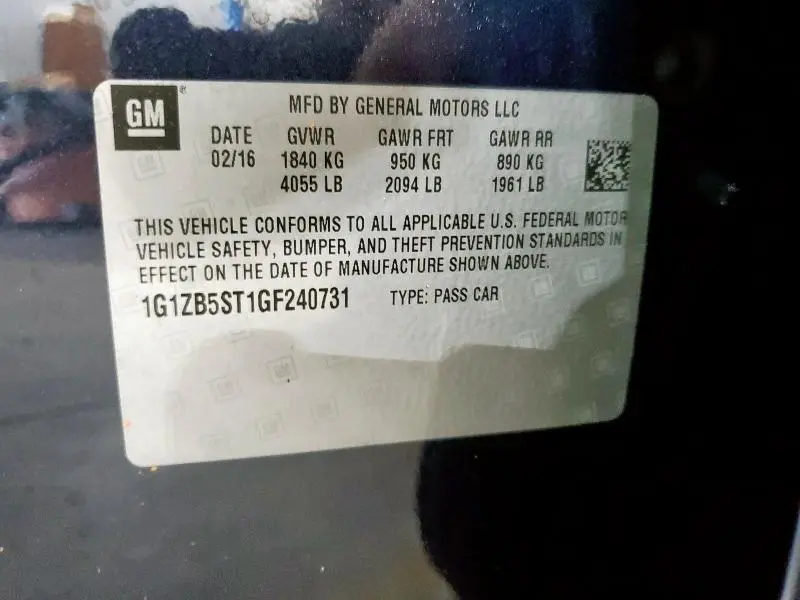 GM®
MFD BY GENERAL MOTORS LLC
DATE GVWR GAWR FRT GAWR RR
02/16 1840 KG 950 KG 890 KG
4055 LB 2094 LB 1961 LB
THIS VEHICLE CONFORMS TO ALL APPLICABLE U.S. FEDERAL MOTOR
VEHICLE SAFETY, BUMPER, AND THEFT PREVENTION STANDARDS IN
EFFECT ON THE DATE OF MANUFACTURE SHOWN ABOVE.
1G1ZB5ST1GF240731 TYPE: PASS CAR